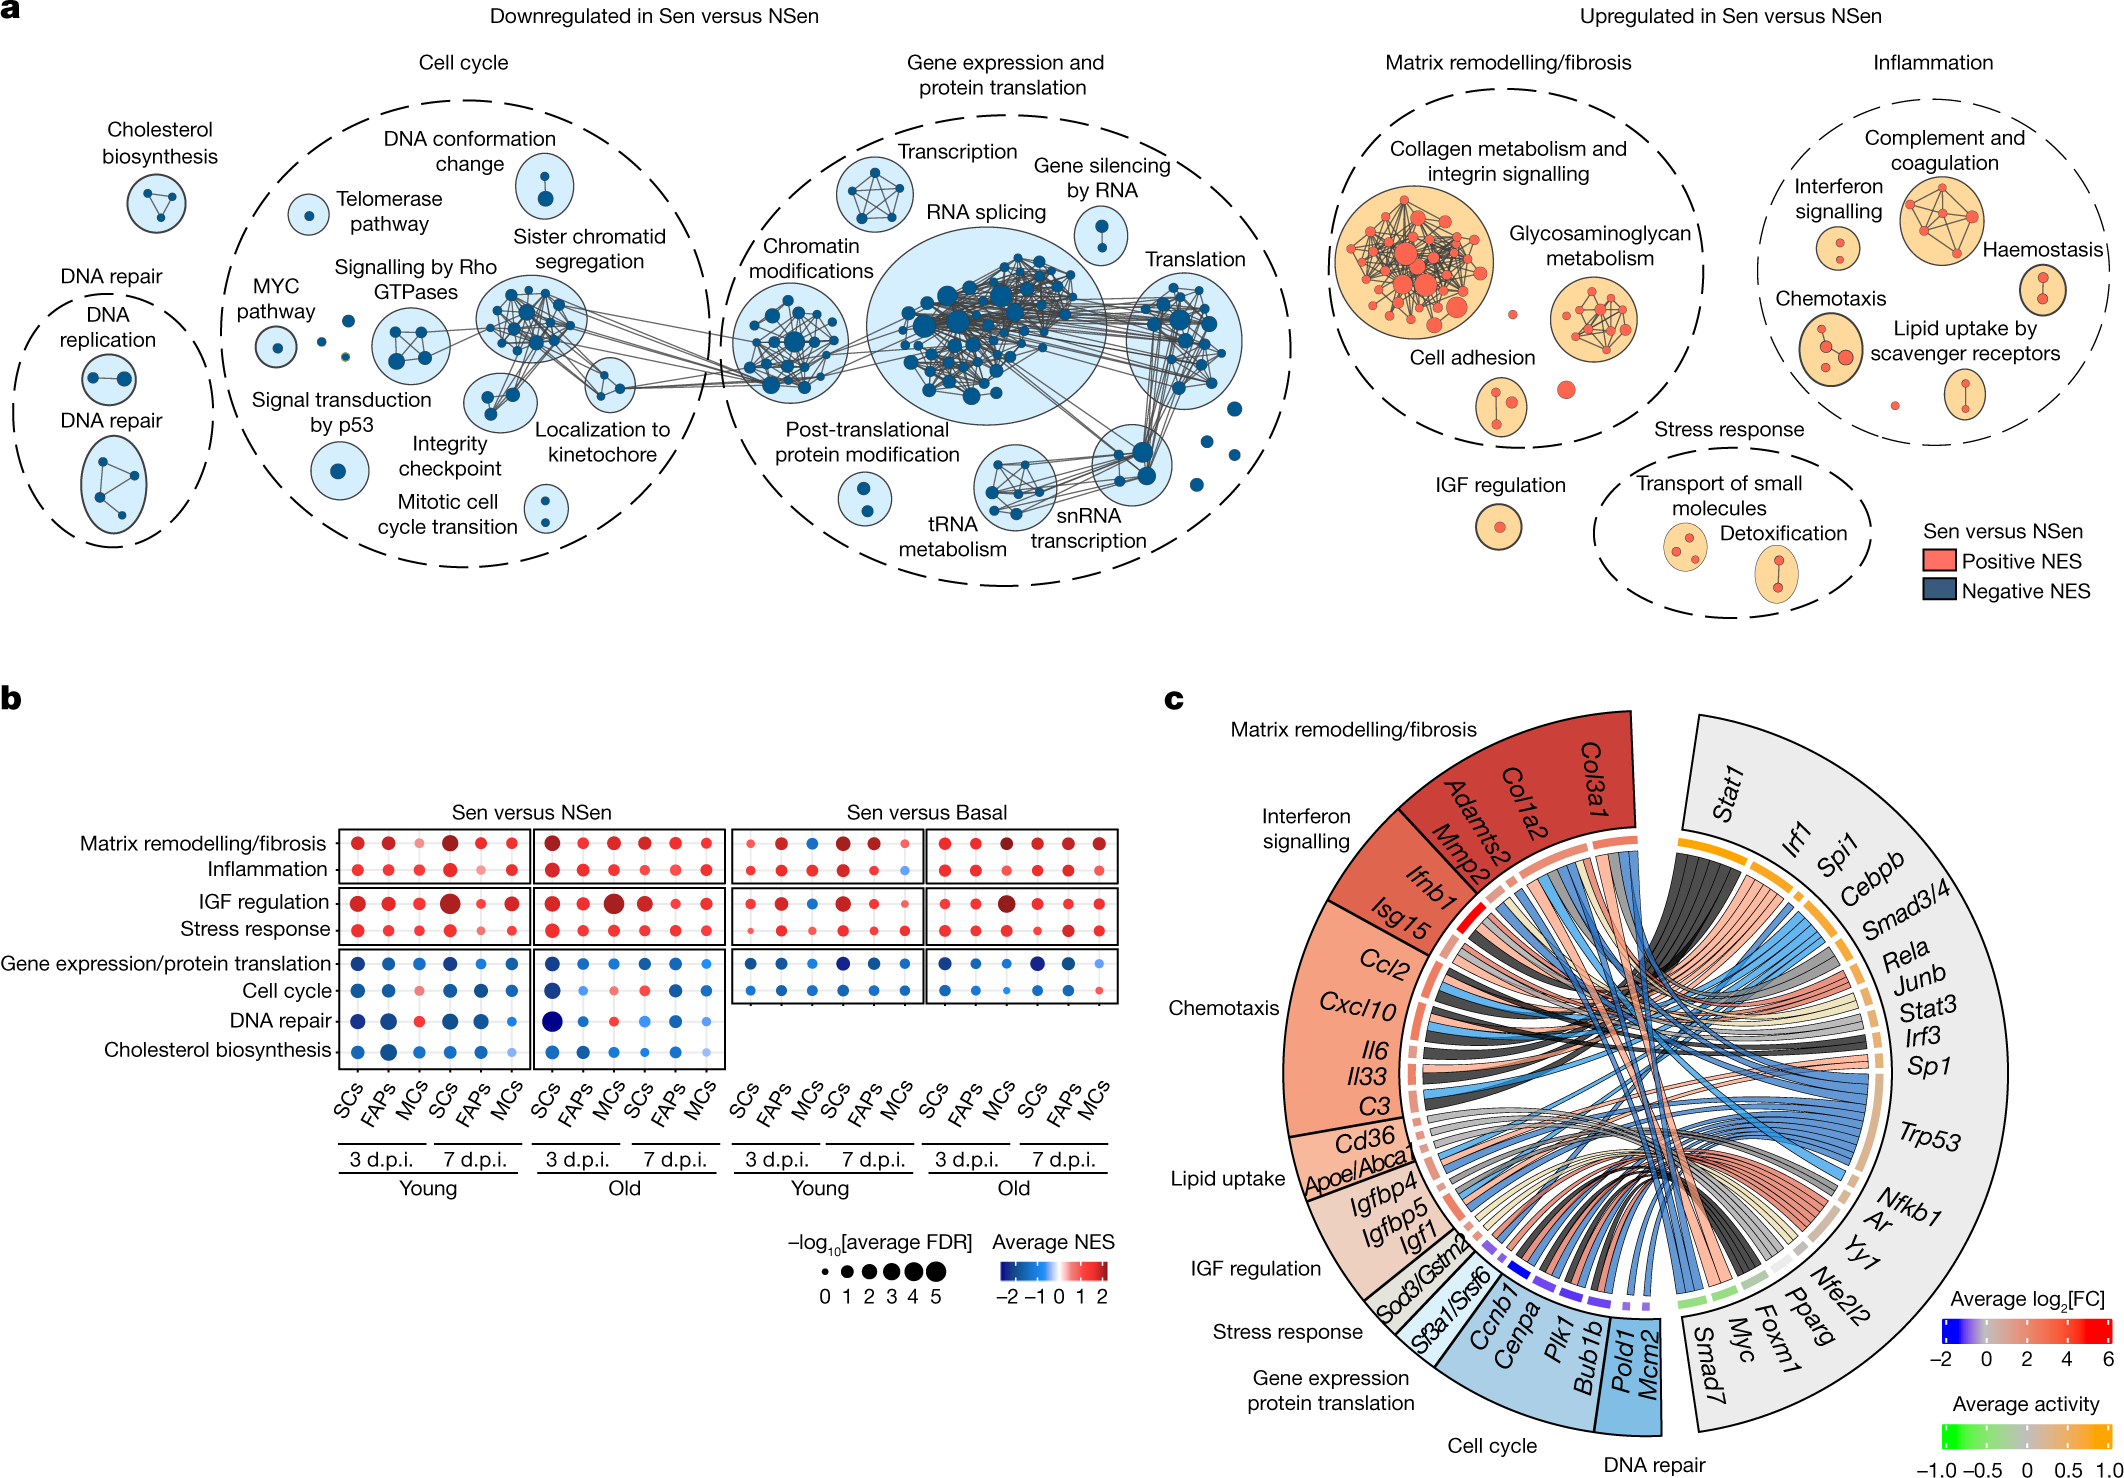 a
Downregulated in Sen versus NSen
Upregulated in Sen versus NSen
Cholesterol
biosynthesis
DNA repair
DNA
replication
DNA repair
Cell cycle
DNA conformation
change
Telomerase
pathway
Sister chromatid
segregation
Signalling by Rho
GTPases
MYC
pathway
Signal transduction
by p53
Integrity
checkpoint
Localization to
kinetochore
Mitotic cell
cycle transition
Gene expression and
protein translation
Transcription
Gene silencing
by RNA
RNA splicing
Chromatin
modifications
Translation
Post-translational
protein modification
tRNA
metabolism
snRNA
transcription
Matrix remodelling/fibrosis
Collagen metabolism and
integrin signalling
Glycosaminoglycan
metabolism
Cell adhesion
Inflammation
Complement and
coagulation
Interferon
signalling
Haemostasis
Chemotaxis
Lipid uptake by
scavenger receptors
Stress response
IGF regulation
Transport of small
molecules
Detoxification
Sen versus NSen
Positive NES
Negative NES
b
Sen versus NSen
Sen versus Basal
Matrix remodelling/fibrosis
Inflammation
IGF regulation
Stress response
Gene expression/protein translation
Cell cycle
DNA repair
Cholesterol biosynthesis
SCs FAPs MCs SCs FAPs MCs SCs FAPs MCs SCs FAPs MCs SCs FAPs MCs SCs FAPs MCs SCs FAPs MCs SCs FAPs MCs
3 d.p.i. 7 d.p.i. 3 d.p.i. 7 d.p.i. 3 d.p.i. 7 d.p.i. 3 d.p.i. 7 d.p.i.
Young Old Young Old
–log10[average FDR]
0 1 2 3 4 5
Average NES
–2 –1 0 1 2
c
Matrix remodelling/fibrosis
Interferon
signalling
Chemotaxis
Lipid uptake
IGF regulation
Stress response
Gene expression
protein translation
Cell cycle
DNA repair
Col3a1
Col1a2
Adamts2
Mmp2
Ifnb1
Isg15
Ccl2
Cxcl10
Il6
Il33
C3
Cd36
Apoe/Abca1
Igfbp4
Igfbp5
Igf1
Sod3/Gstm2
Sf3a1/Srsf6
Ccnb1
Cenpa
Plk1
Bub1b
Pold1
Mcm2
Stat1
Irf1
Spi1
Cebpb
Smad3/4
Rela
Junb
Stat3
Irf3
Sp1
Trp53
Nfkb1
Ar
Yy1
Nfe2l2
Pparg
Foxm1
Myc
Smad7
Average log2[FC]
–2 0 2 4 6
Average activity
–1.0 –0.5 0 0.5 1.0